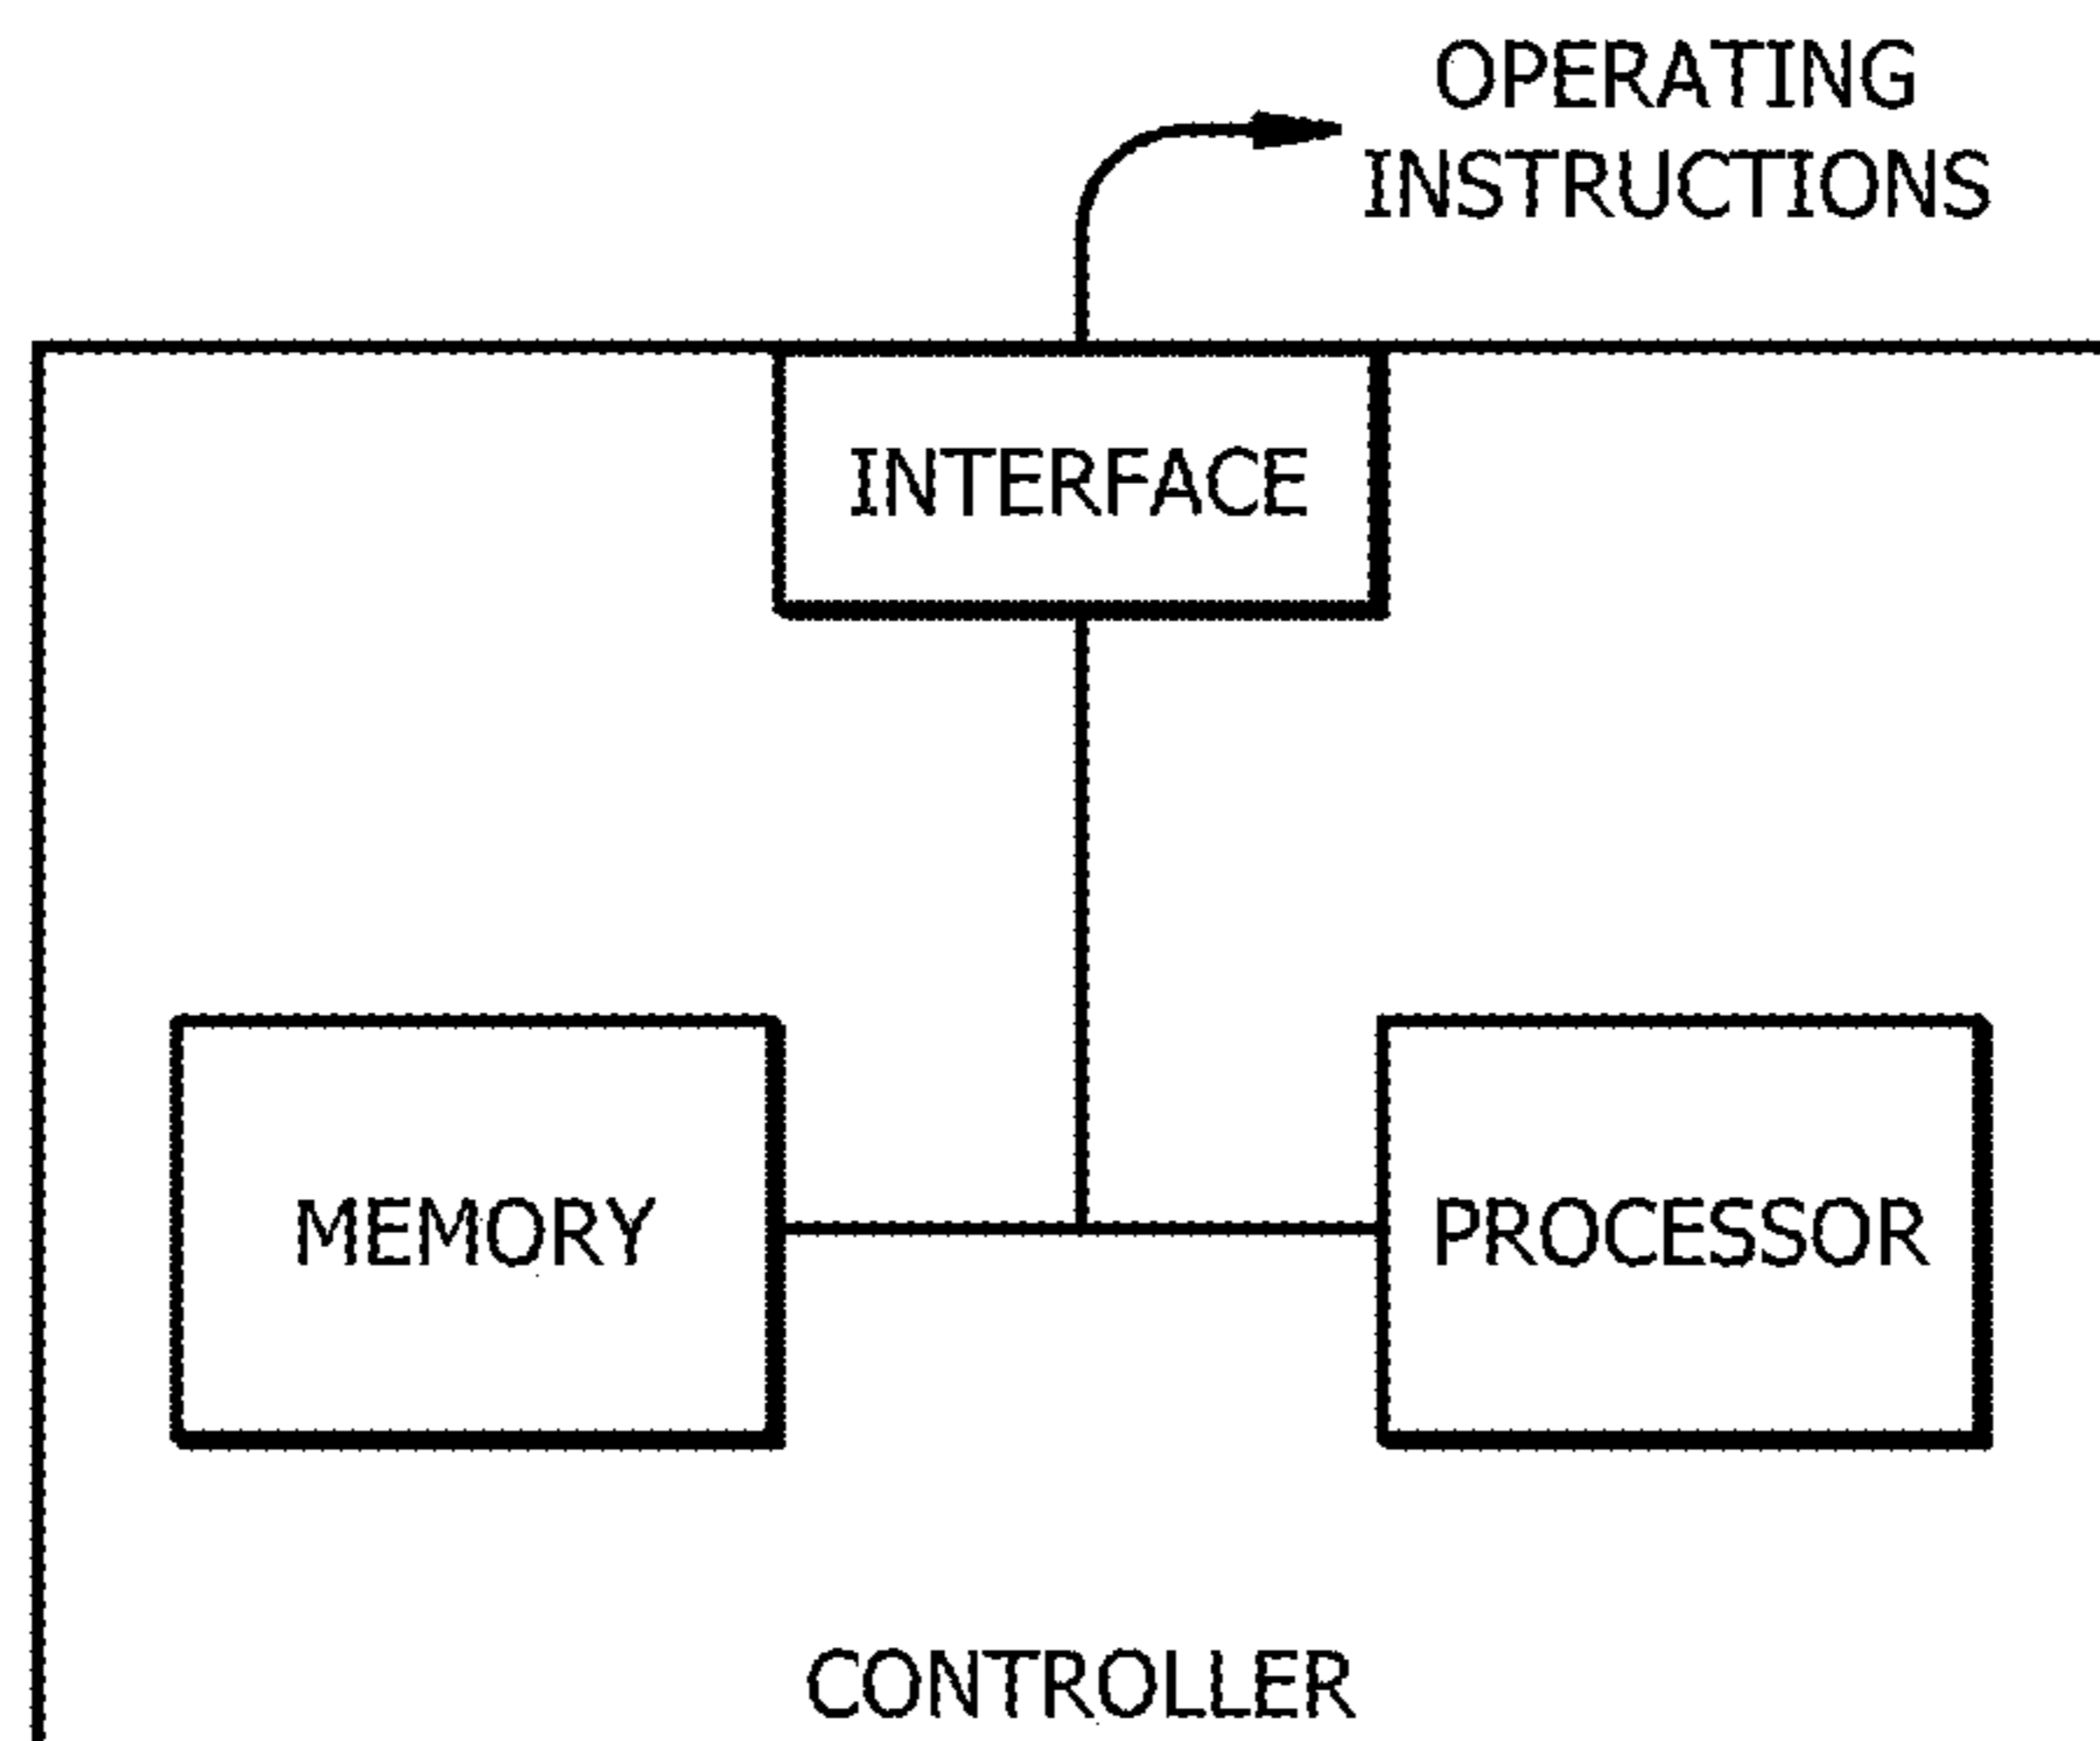 OPERATING
INSTRUCTIONS
INTERFACE
MEMORY
PROCESSOR
CONTROLLER